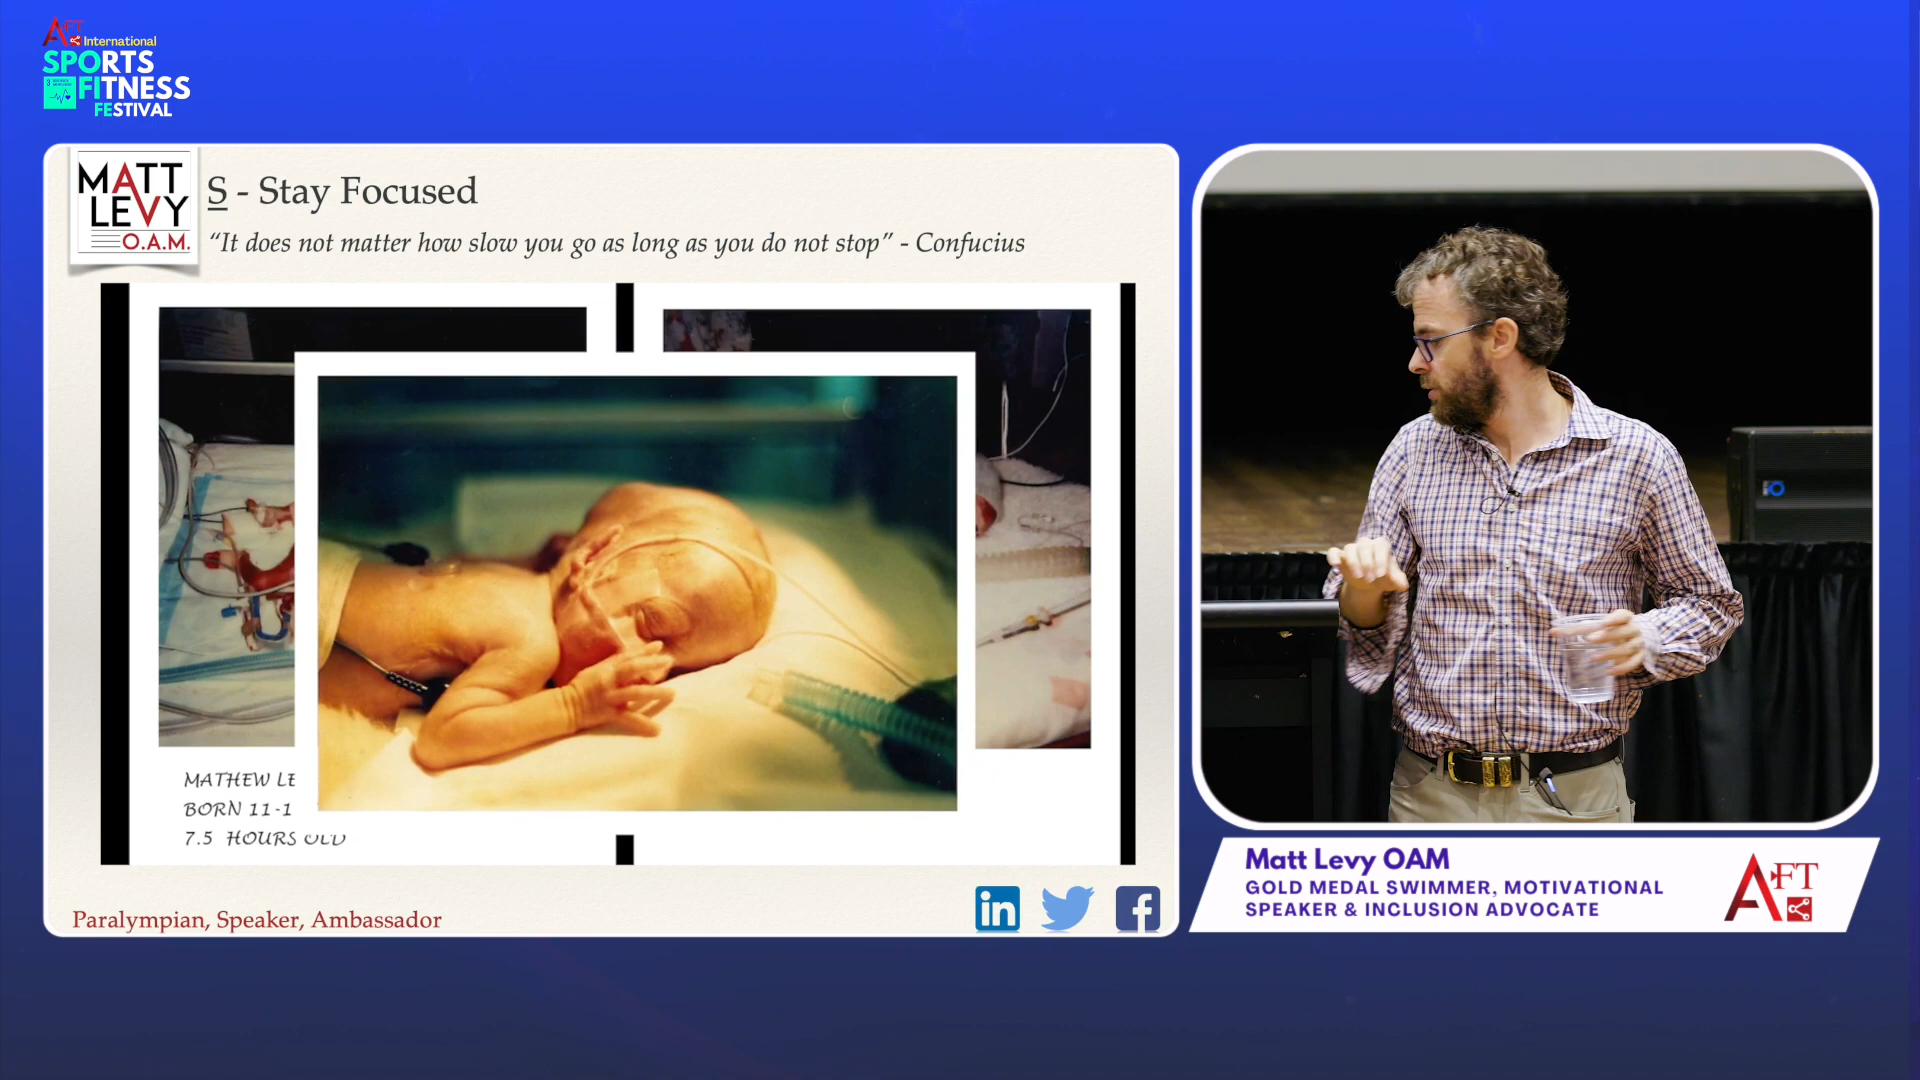 AFT
International
SPORTS
FITNESS
FESTIVAL
MATT
LEVY
O.A.M.
S - Stay Focused
“It does not matter how slow you go as long as you do not stop” - Confucius
MATHEW LE
BORN 11-1
7.5 HOURS OLD
Paralympian, Speaker, Ambassador
in
f
Matt Levy OAM
GOLD MEDAL SWIMMER, MOTIVATIONAL
SPEAKER & INCLUSION ADVOCATE
AFT